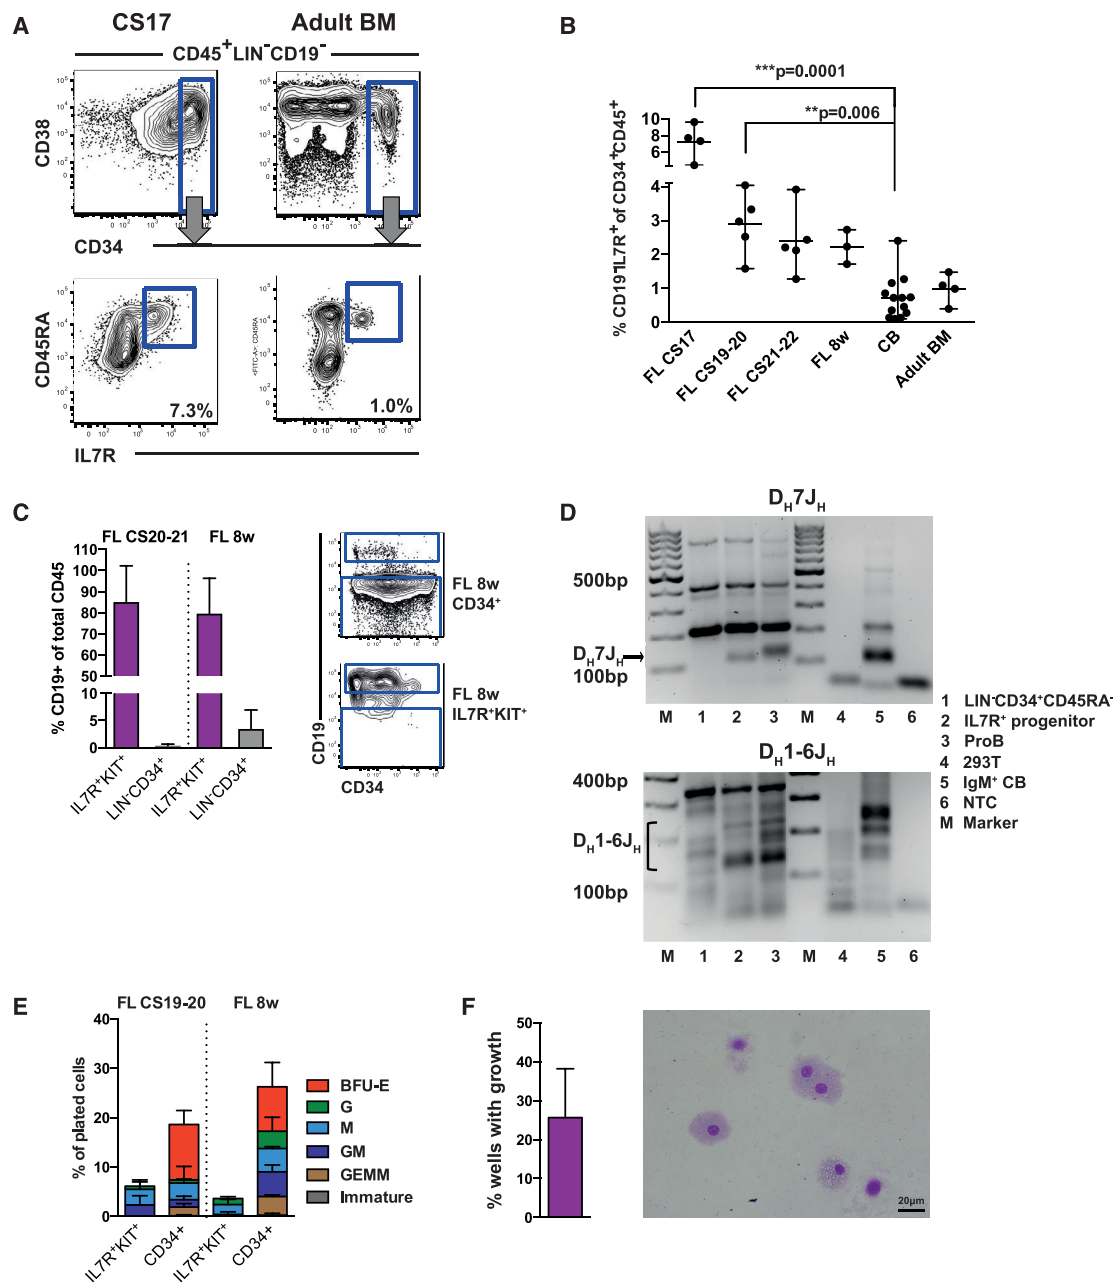 A
CS17
Adult BM
CD45+LIN-CD19-
CD38
CD34
CD45RA
<FITC-A>: CD45RA
7.3%
1.0%
IL7R
B
***p=0.0001
**p=0.006
% CD19-IL7R+ of CD34+CD45+
10
8
6
4
3
2
1
0
FL CS17
FL CS19-20
FL CS21-22
FL 8w
CB
Adult BM
C
FL CS20-21
FL 8w
% CD19+ of total CD45
110
100
90
80
70
60
50
10
5
0
IL7R+KIT+
LIN-CD34+
IL7R+KIT+
LIN-CD34+
FL 8w
CD34+
FL 8w
IL7R+KIT+
CD19
CD34
D
DH7JH
500bp
DH7JH
100bp
M 1 2 3 M 4 5 6
DH1-6JH
400bp
DH1-6JH
100bp
M 1 2 3 M 4 5 6
1 LIN-CD34+CD45RA-
2 IL7R+ progenitor
3 ProB
4 293T
5 IgM+ CB
6 NTC
M Marker
E
FL CS19-20
FL 8w
% of plated cells
40
30
20
10
0
IL7R+KIT+
CD34+
IL7R+KIT+
CD34+
BFU-E
G
M
GM
GEMM
Immature
F
% wells with growth
50
40
30
20
10
0
20µm